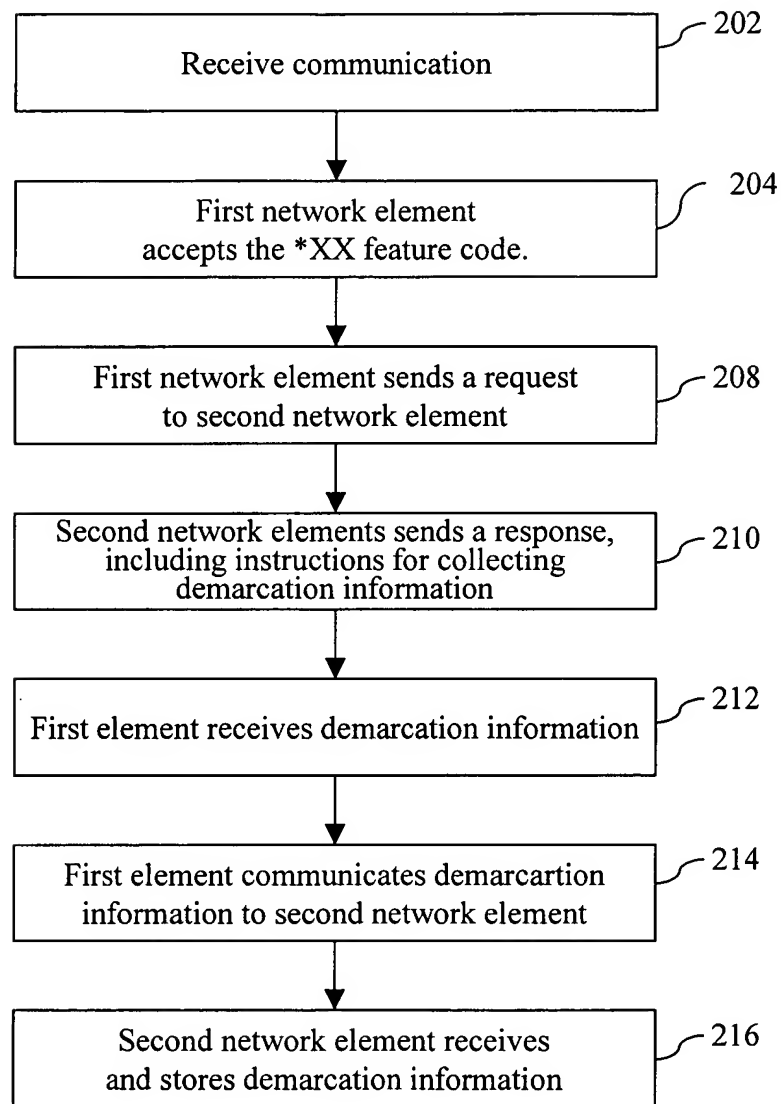 202
Receive communication
204
First network element
accepts the *XX feature code.
208
First network element sends a request
to second network element
210
Second network elements sends a response,
including instructions for collecting
demarcation information
212
First element receives demarcation information
214
First element communicates demarcartion
information to second network element
216
Second network element receives
and stores demarcation information